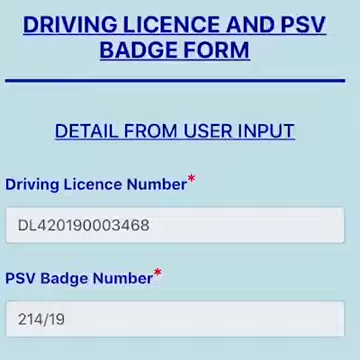 DRIVING LICENCE AND PSV
BADGE FORM
DETAIL FROM USER INPUT
Driving Licence Number*
DL420190003468
PSV Badge Number*
214/19